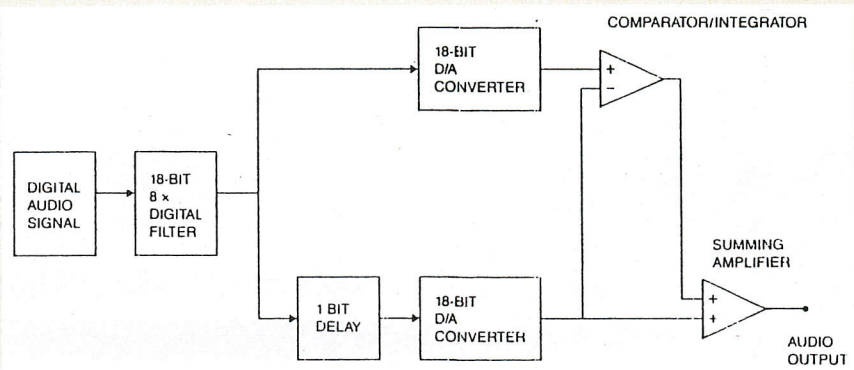 COMPARATOR/INTEGRATOR
18-BIT
D/A
CONVERTER
+
−
DIGITAL
AUDIO
SIGNAL
18-BIT
8 ×
DIGITAL
FILTER
1 BIT
DELAY
18-BIT
D/A
CONVERTER
SUMMING
AMPLIFIER
+
+
AUDIO
OUTPUT